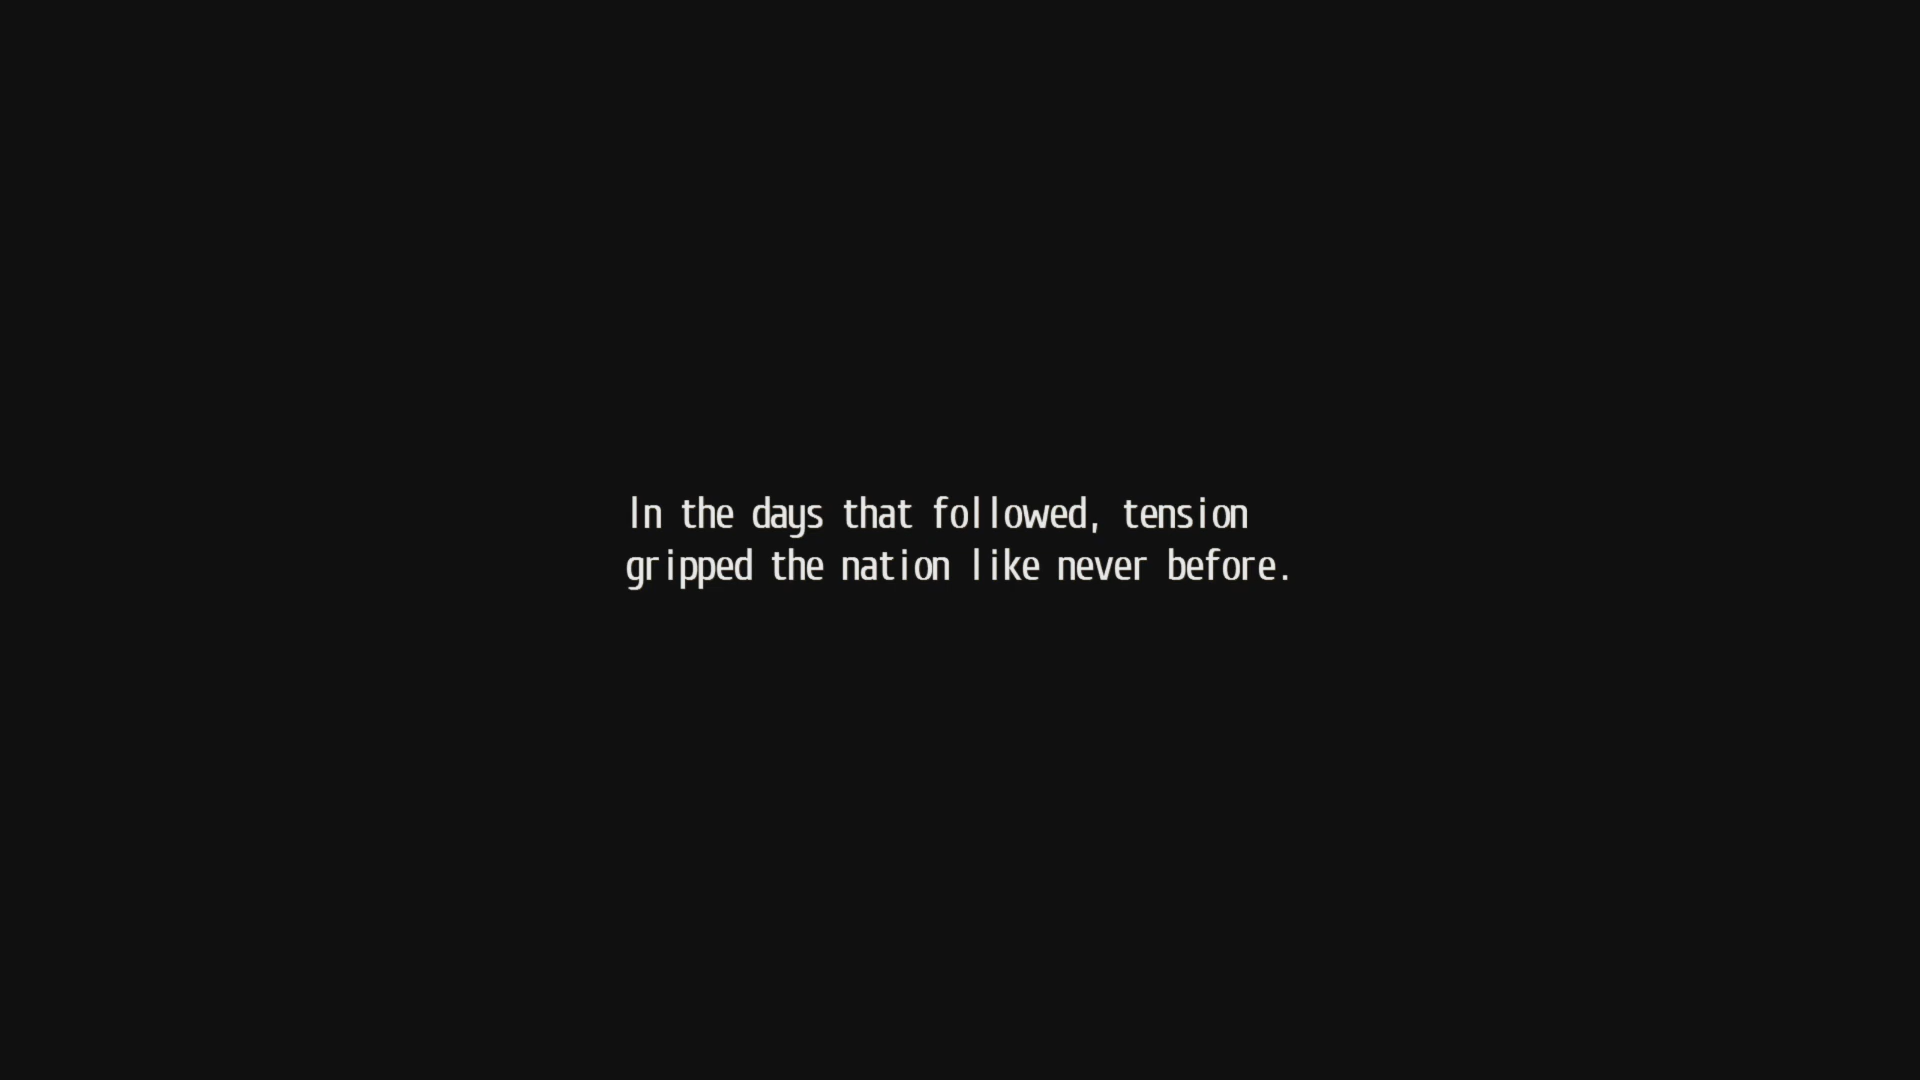 In the days that followed, tension
gripped the nation like never before.